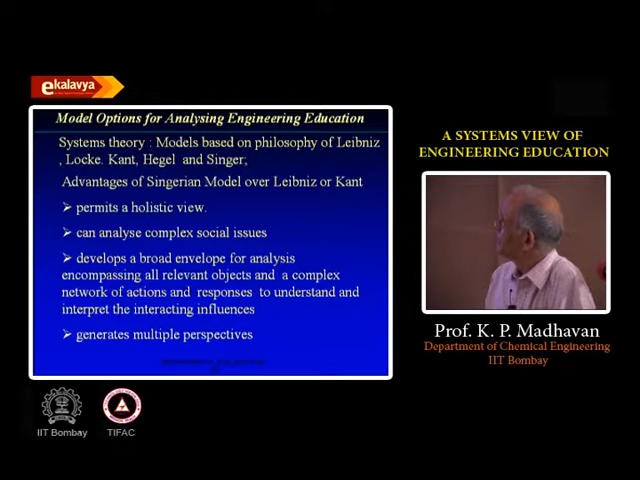 ekalavya
Model Options for Analysing Engineering Education
Systems theory : Models based on philosophy of Leibniz
, Locke. Kant, Hegel and Singer;
Advantages of Singerian Model over Leibniz or Kant
➢ permits a holistic view.
➢ can analyse complex social issues
➢ develops a broad envelope for analysis
encompassing all relevant objects and a complex
network of actions and responses to understand and
interpret the interacting influences
➢ generates multiple perspectives
A SYSTEMS VIEW OF
ENGINEERING EDUCATION
Prof. K. P. Madhavan
Department of Chemical Engineering
IIT Bombay
IIT Bombay
TIFAC